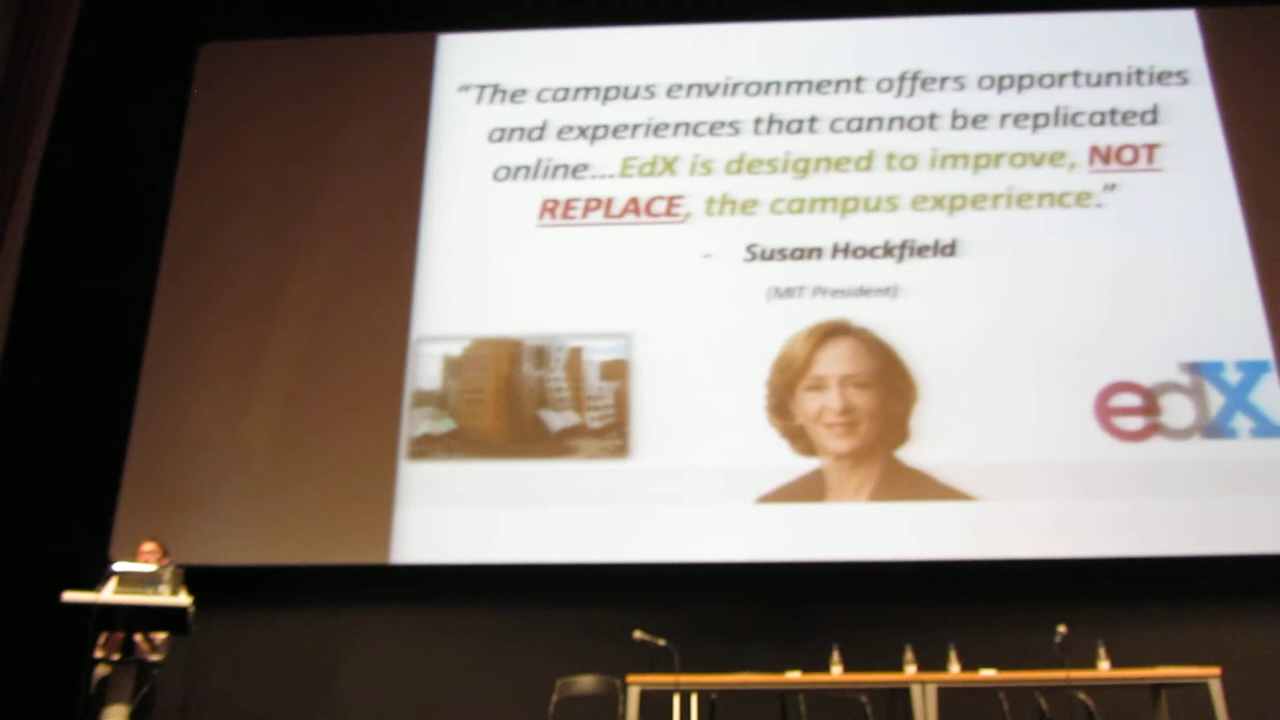 “The campus environment offers opportunities
and experiences that cannot be replicated
online...EdX is designed to improve, NOT
REPLACE, the campus experience.”
- Susan Hockfield
(MIT President)
edX